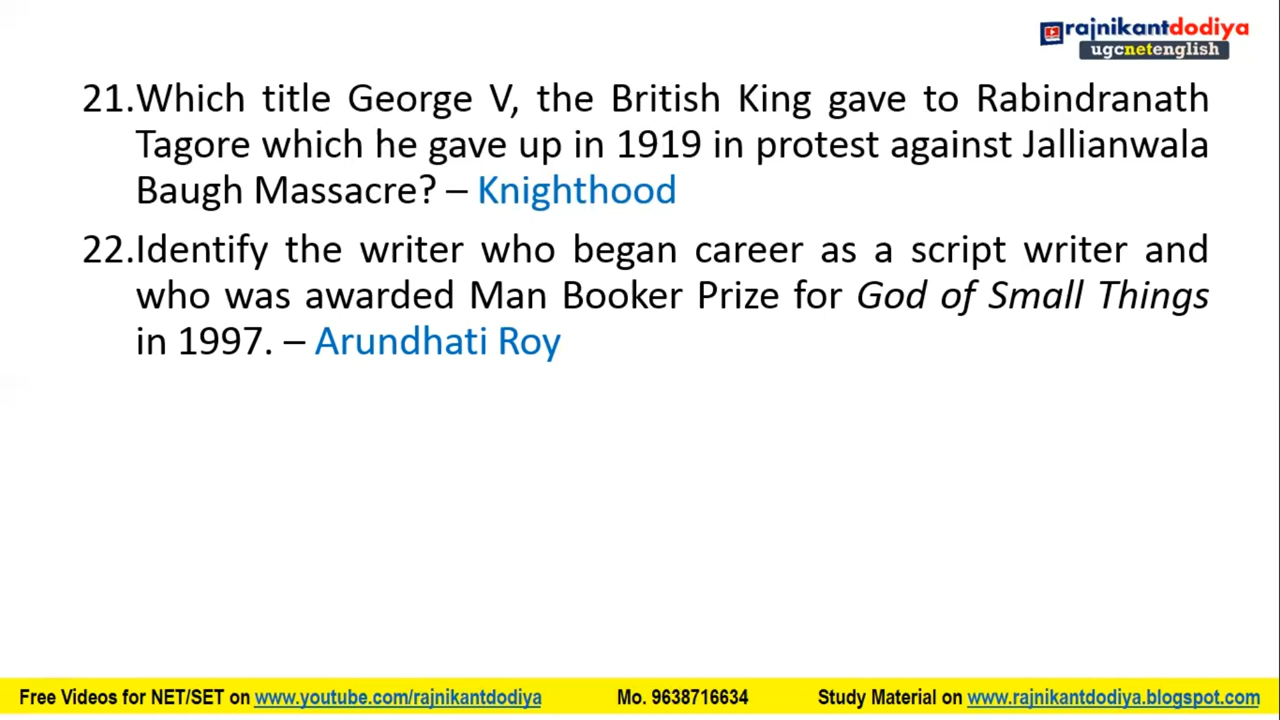 rajnikantdodiya
ugcnetenglish
21.Which title George V, the British King gave to Rabindranath
Tagore which he gave up in 1919 in protest against Jallianwala
Baugh Massacre? – Knighthood
22.Identify the writer who began career as a script writer and
who was awarded Man Booker Prize for God of Small Things
in 1997. – Arundhati Roy
Free Videos for NET/SET on www.youtube.com/rajnikantdodiya Mo. 9638716634 Study Material on www.rajnikantdodiya.blogspot.com